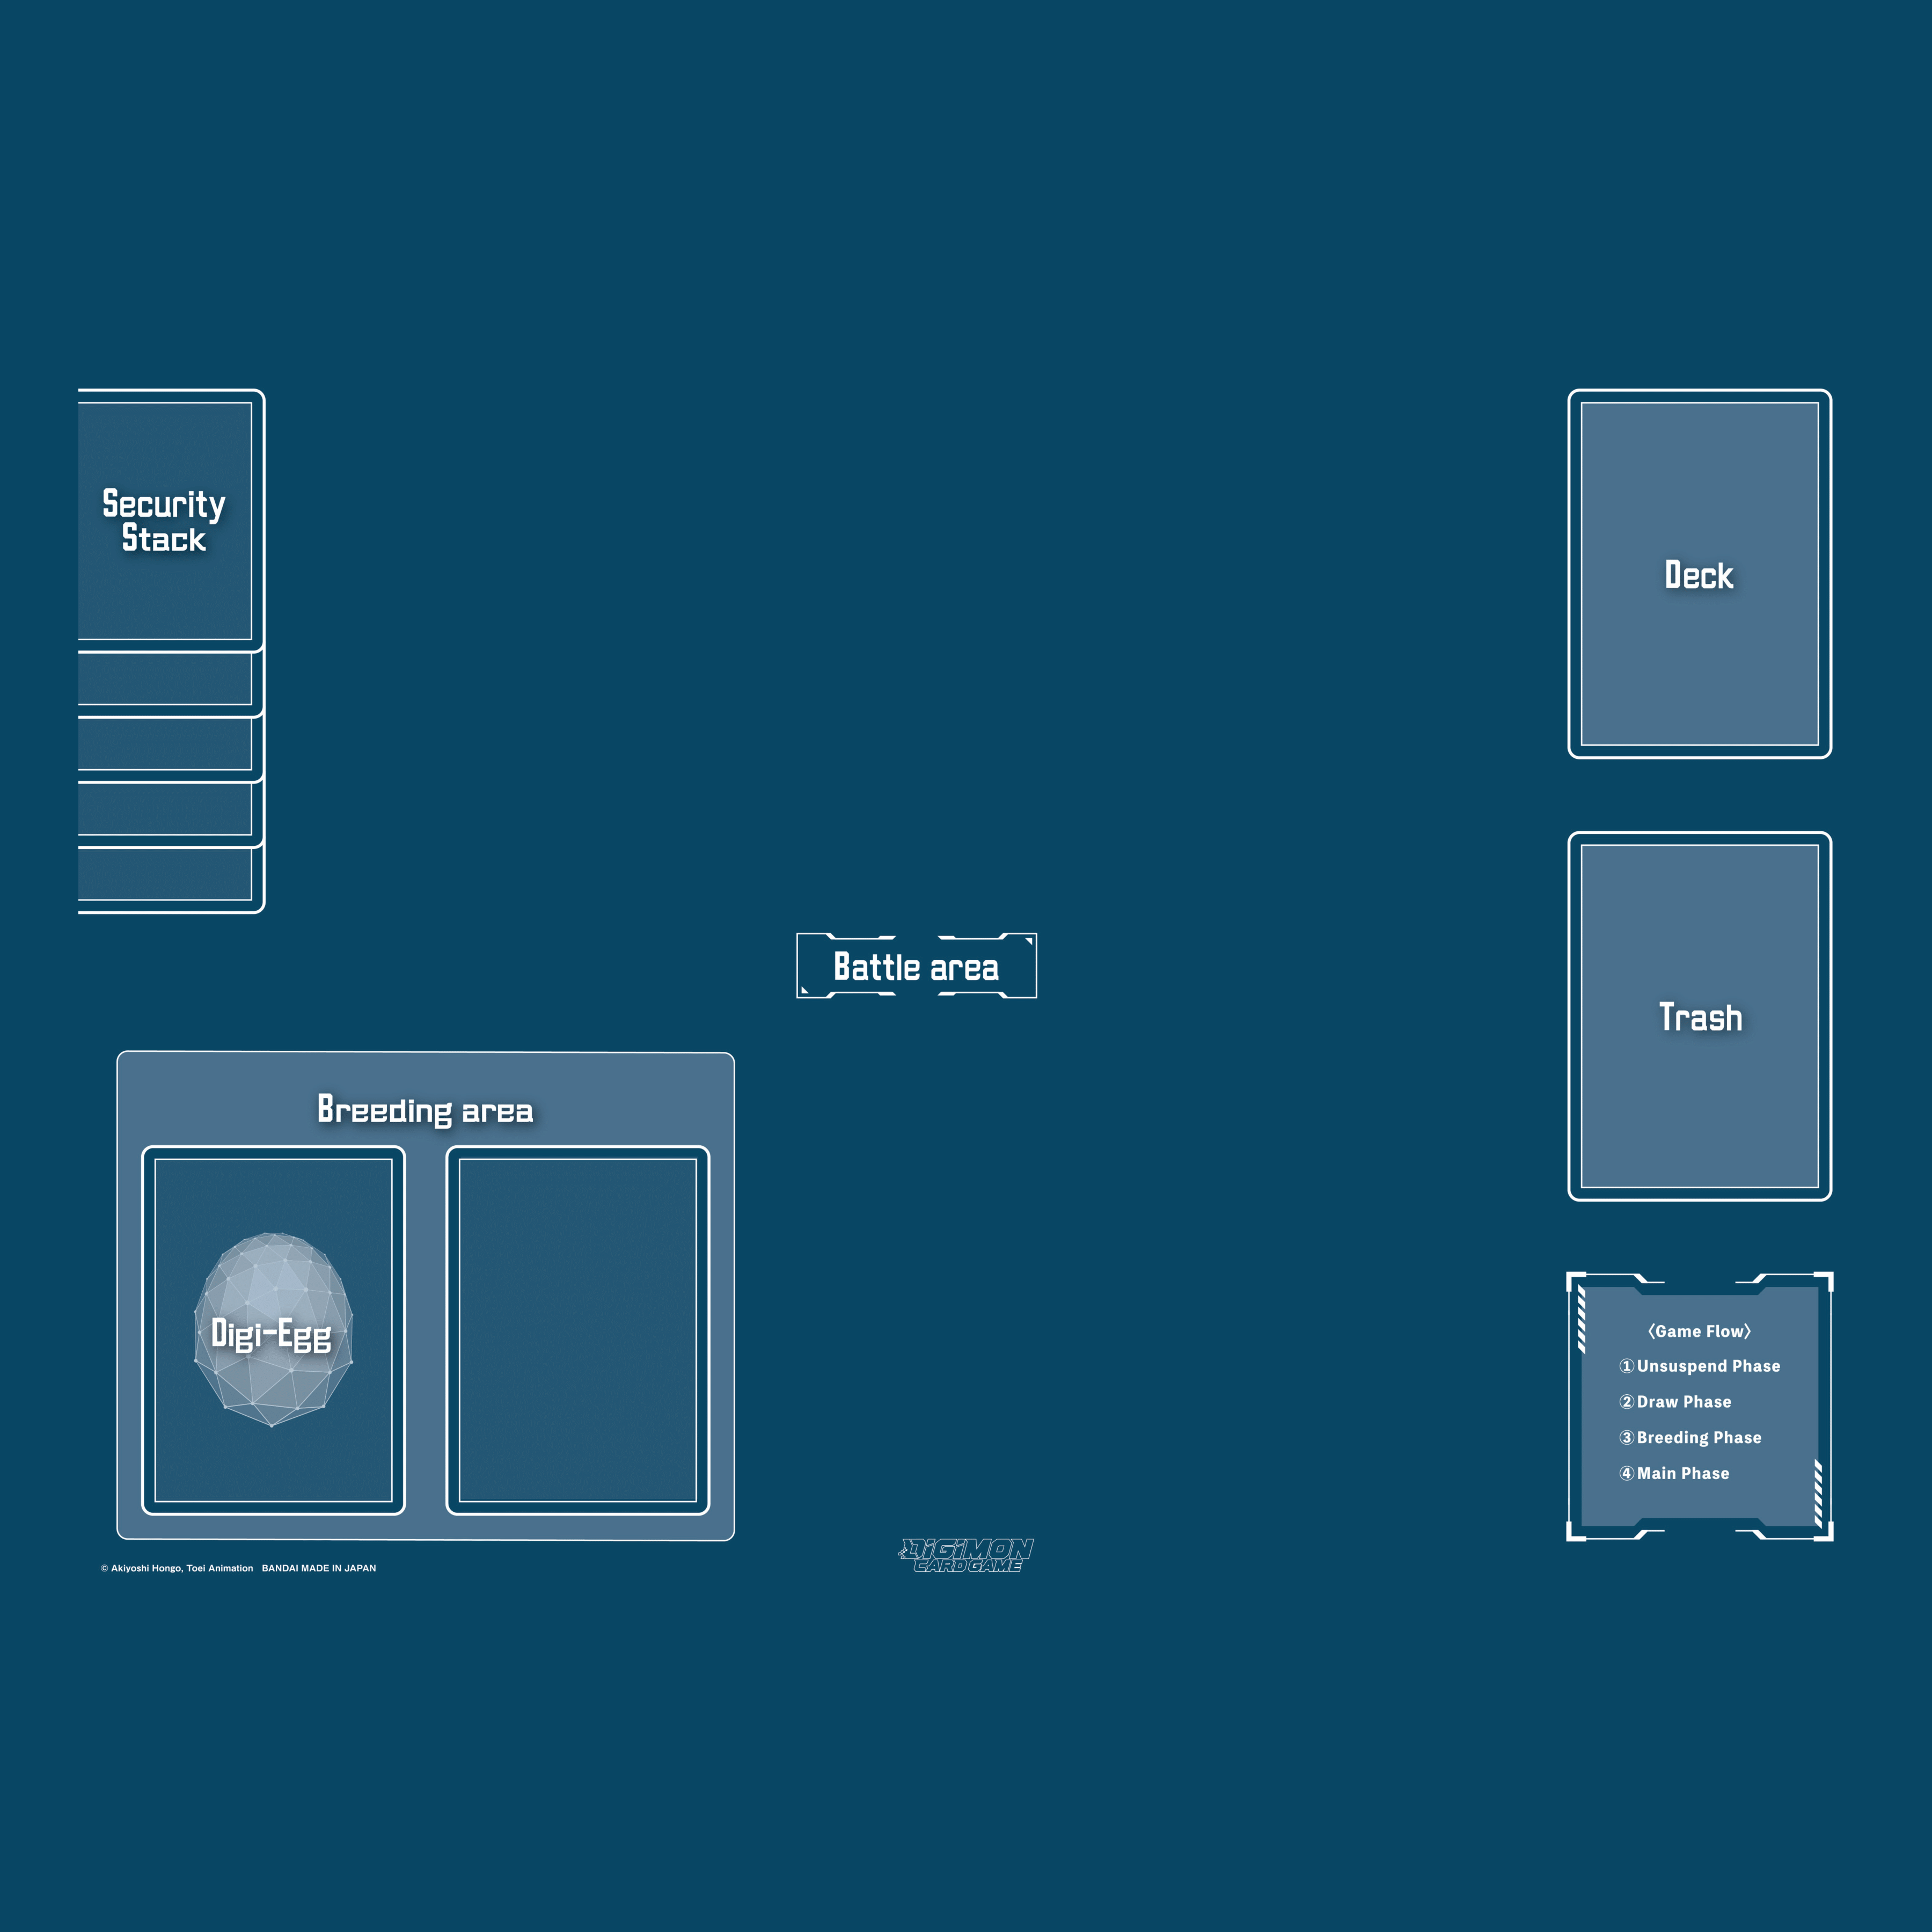 Security
Stack
Deck
Battle area
Trash
Breeding area
Digi-Egg
〈Game Flow〉
①Unsuspend Phase
②Draw Phase
③Breeding Phase
④Main Phase
DIGIMON
CARD GAME
© Akiyoshi Hongo, Toei Animation BANDAI MADE IN JAPAN